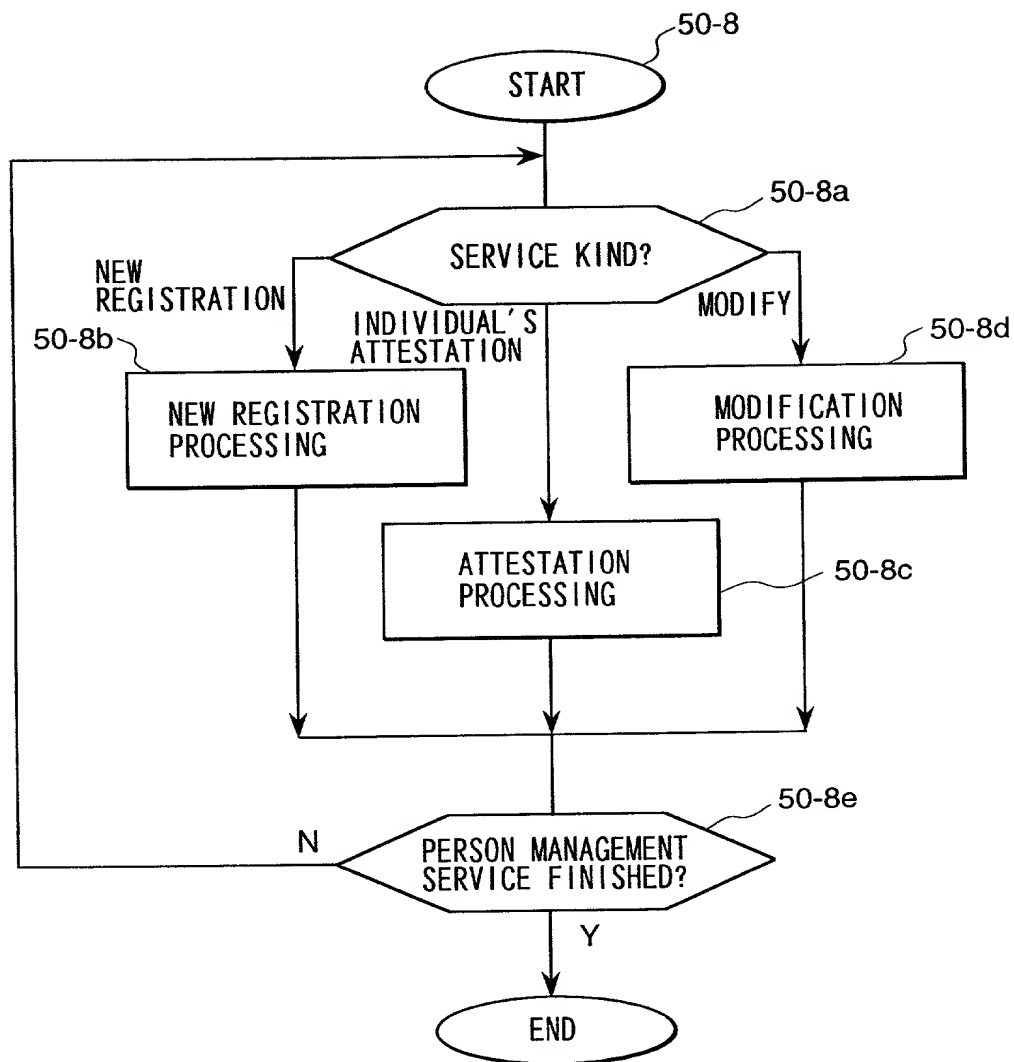 50-8
START
50-8a
SERVICE KIND?
NEW
REGISTRATION
INDIVIDUAL'S
ATTESTATION
MODIFY
50-8b
50-8d
NEW REGISTRATION
PROCESSING
MODIFICATION
PROCESSING
ATTESTATION
PROCESSING
50-8c
50-8e
N
PERSON MANAGEMENT
SERVICE FINISHED?
Y
END